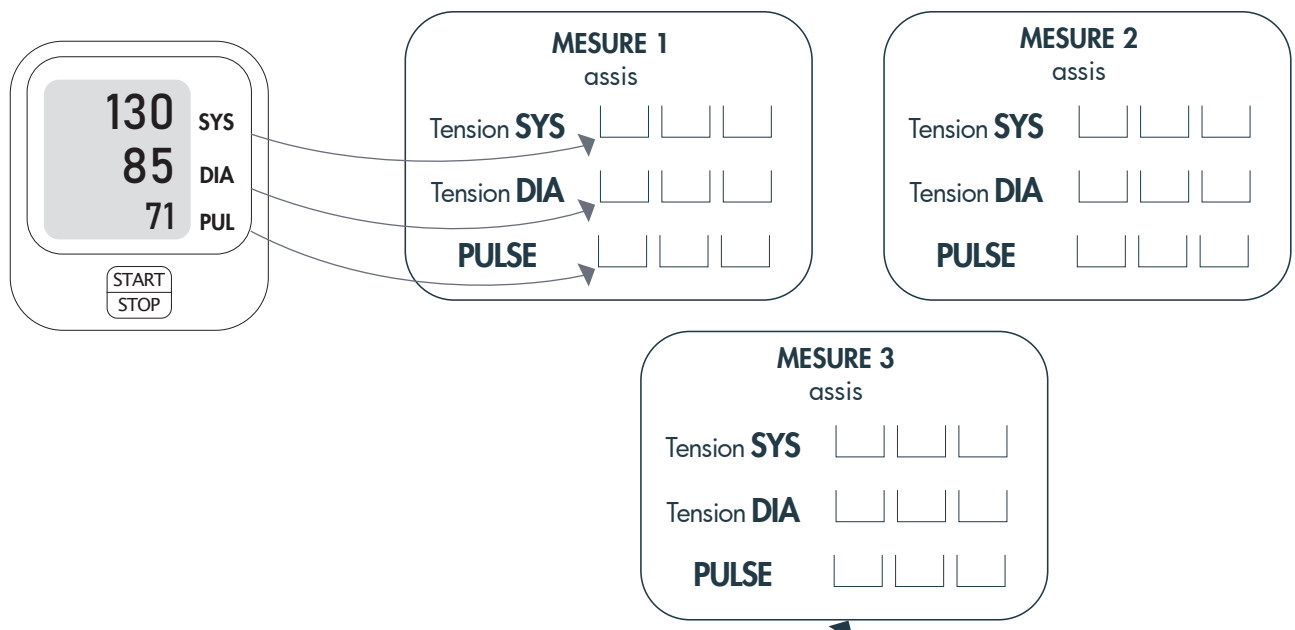 130 SYS
85 DIA
71 PUL
START
STOP
MESURE 1
assis
Tension SYS
Tension DIA
PULSE
MESURE 2
assis
Tension SYS
Tension DIA
PULSE
MESURE 3
assis
Tension SYS
Tension DIA
PULSE